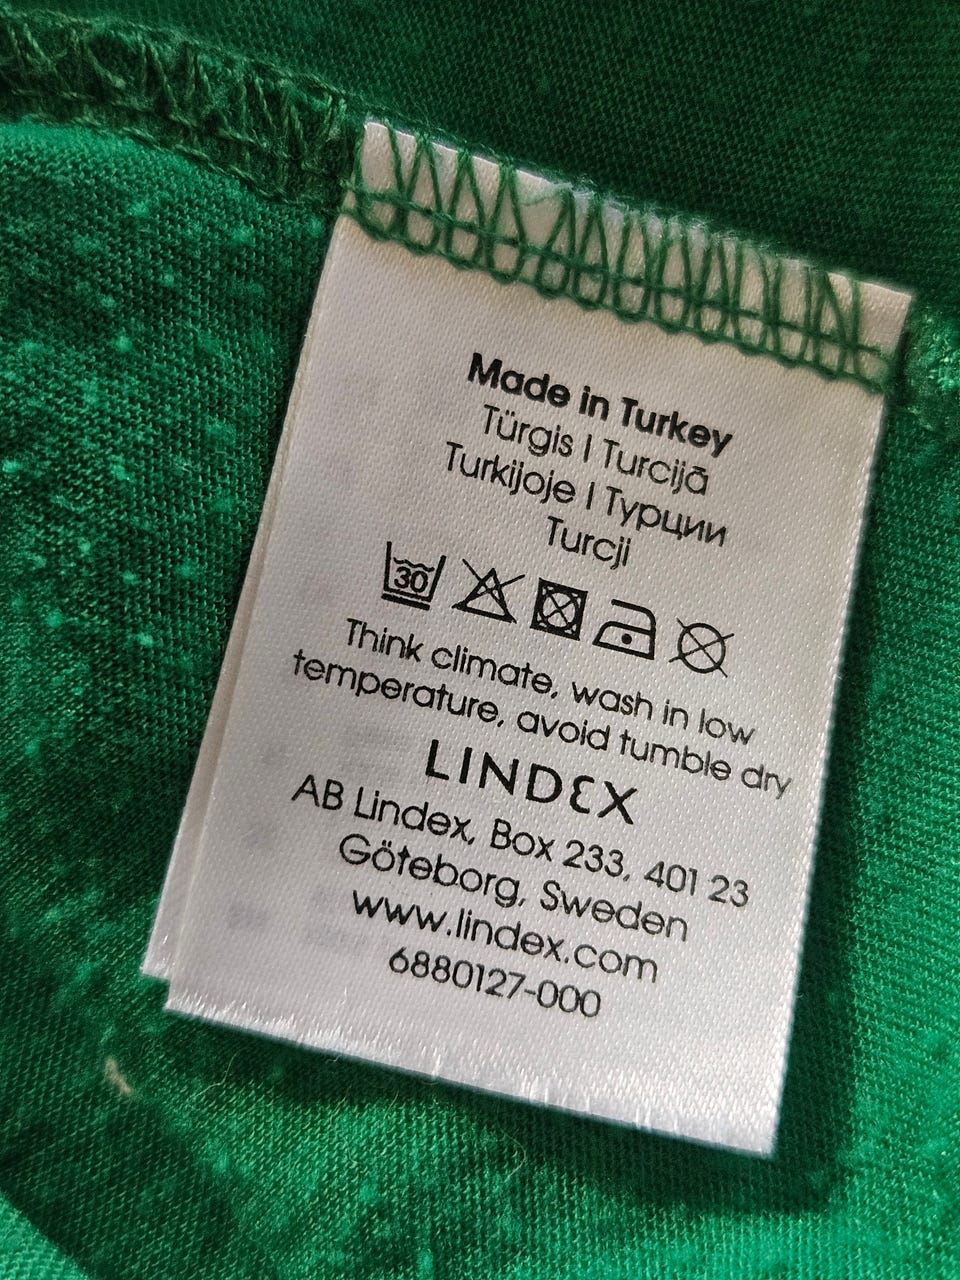 Made in Turkey
Türgis | Turcijā
Turkijoje | Турции
Turcji
30
Think climate, wash in low
temperature, avoid tumble dry
LINDEX
AB Lindex, Box 233, 401 23
Göteborg, Sweden
www.lindex.com
6880127-000